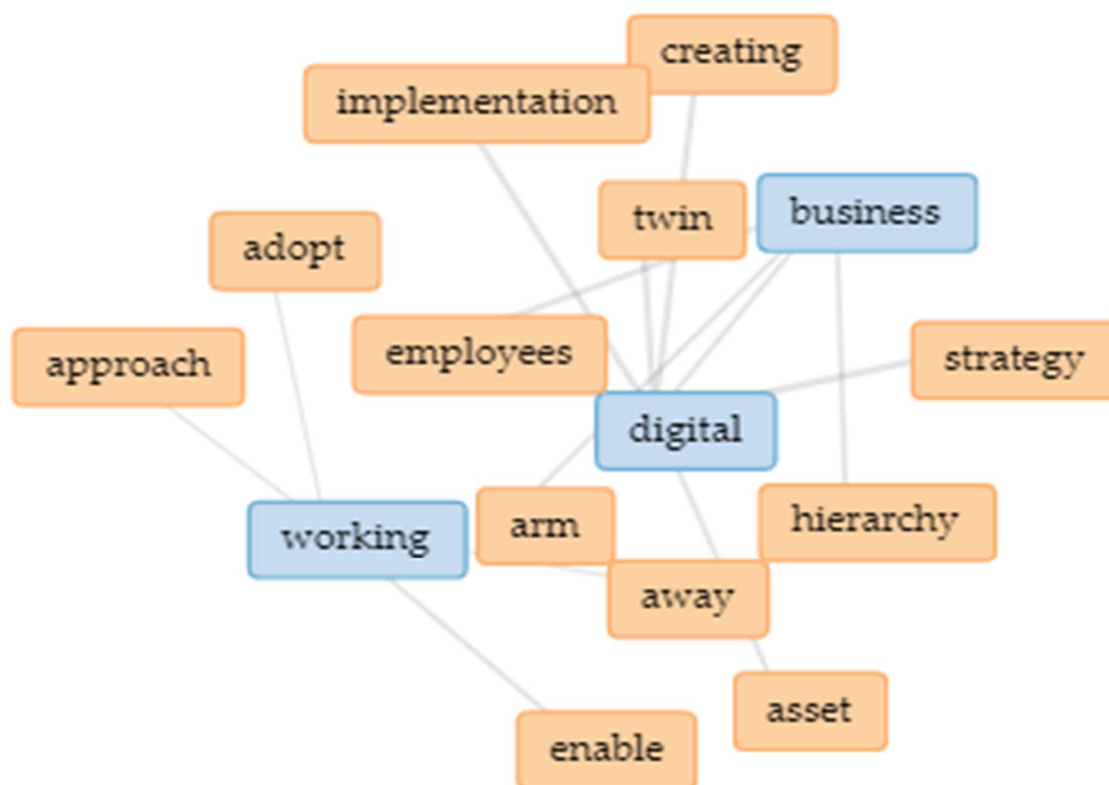 creating
implementation
twin
business
adopt
employees
strategy
approach
digital
arm
hierarchy
working
away
asset
enable